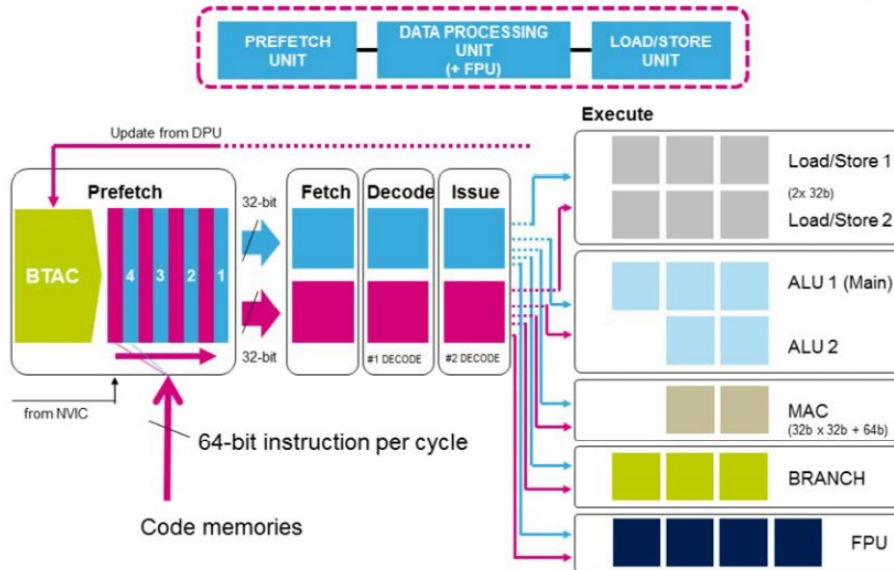 PREFETCH
UNIT
DATA PROCESSING
UNIT
(+ FPU)
LOAD/STORE
UNIT
Execute
Update from DPU
Prefetch
32-bit
Fetch
Decode
Issue
BTAC
4
3
2
1
32-bit
#1 DECODE
#2 DECODE
from NVIC
64-bit instruction per cycle
Code memories
Load/Store 1
(2x 32b)
Load/Store 2
ALU 1 (Main)
ALU 2
MAC
(32b x 32b + 64b)
BRANCH
FPU